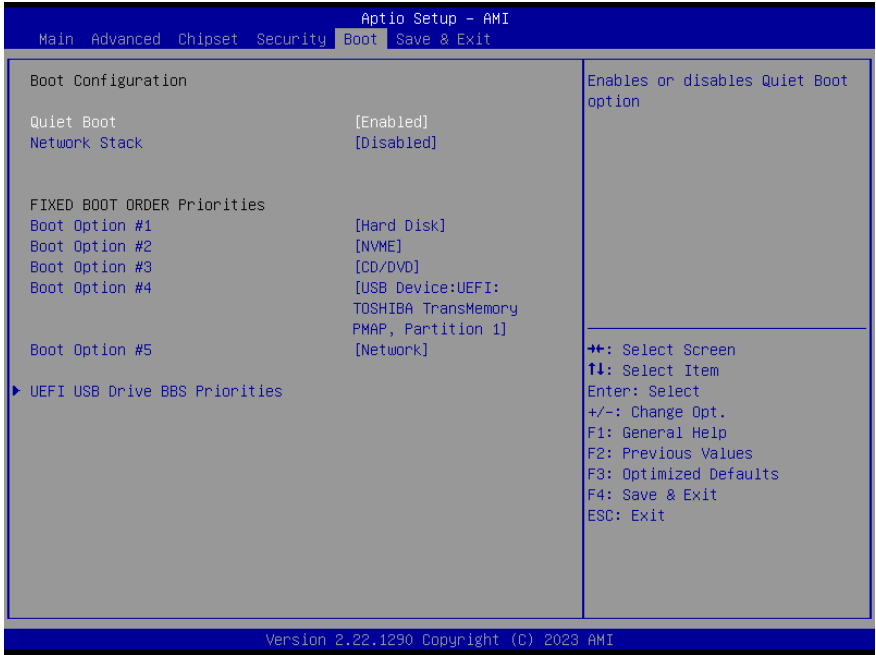 Aptio Setup – AMI
Main Advanced Chipset Security Boot Save & Exit
Boot Configuration
Quiet Boot [Enabled]
Network Stack [Disabled]
FIXED BOOT ORDER Priorities
Boot Option #1 [Hard Disk]
Boot Option #2 [NVME]
Boot Option #3 [CD/DVD]
Boot Option #4 [USB Device:UEFI:
TOSHIBA TransMemory
PMAP, Partition 1]
Boot Option #5 [Network]
UEFI USB Drive BBS Priorities
Enables or disables Quiet Boot
option
→←: Select Screen
↑↓: Select Item
Enter: Select
+/-: Change Opt.
F1: General Help
F2: Previous Values
F3: Optimized Defaults
F4: Save & Exit
ESC: Exit
Version 2.22.1290 Copyright (C) 2023 AMI